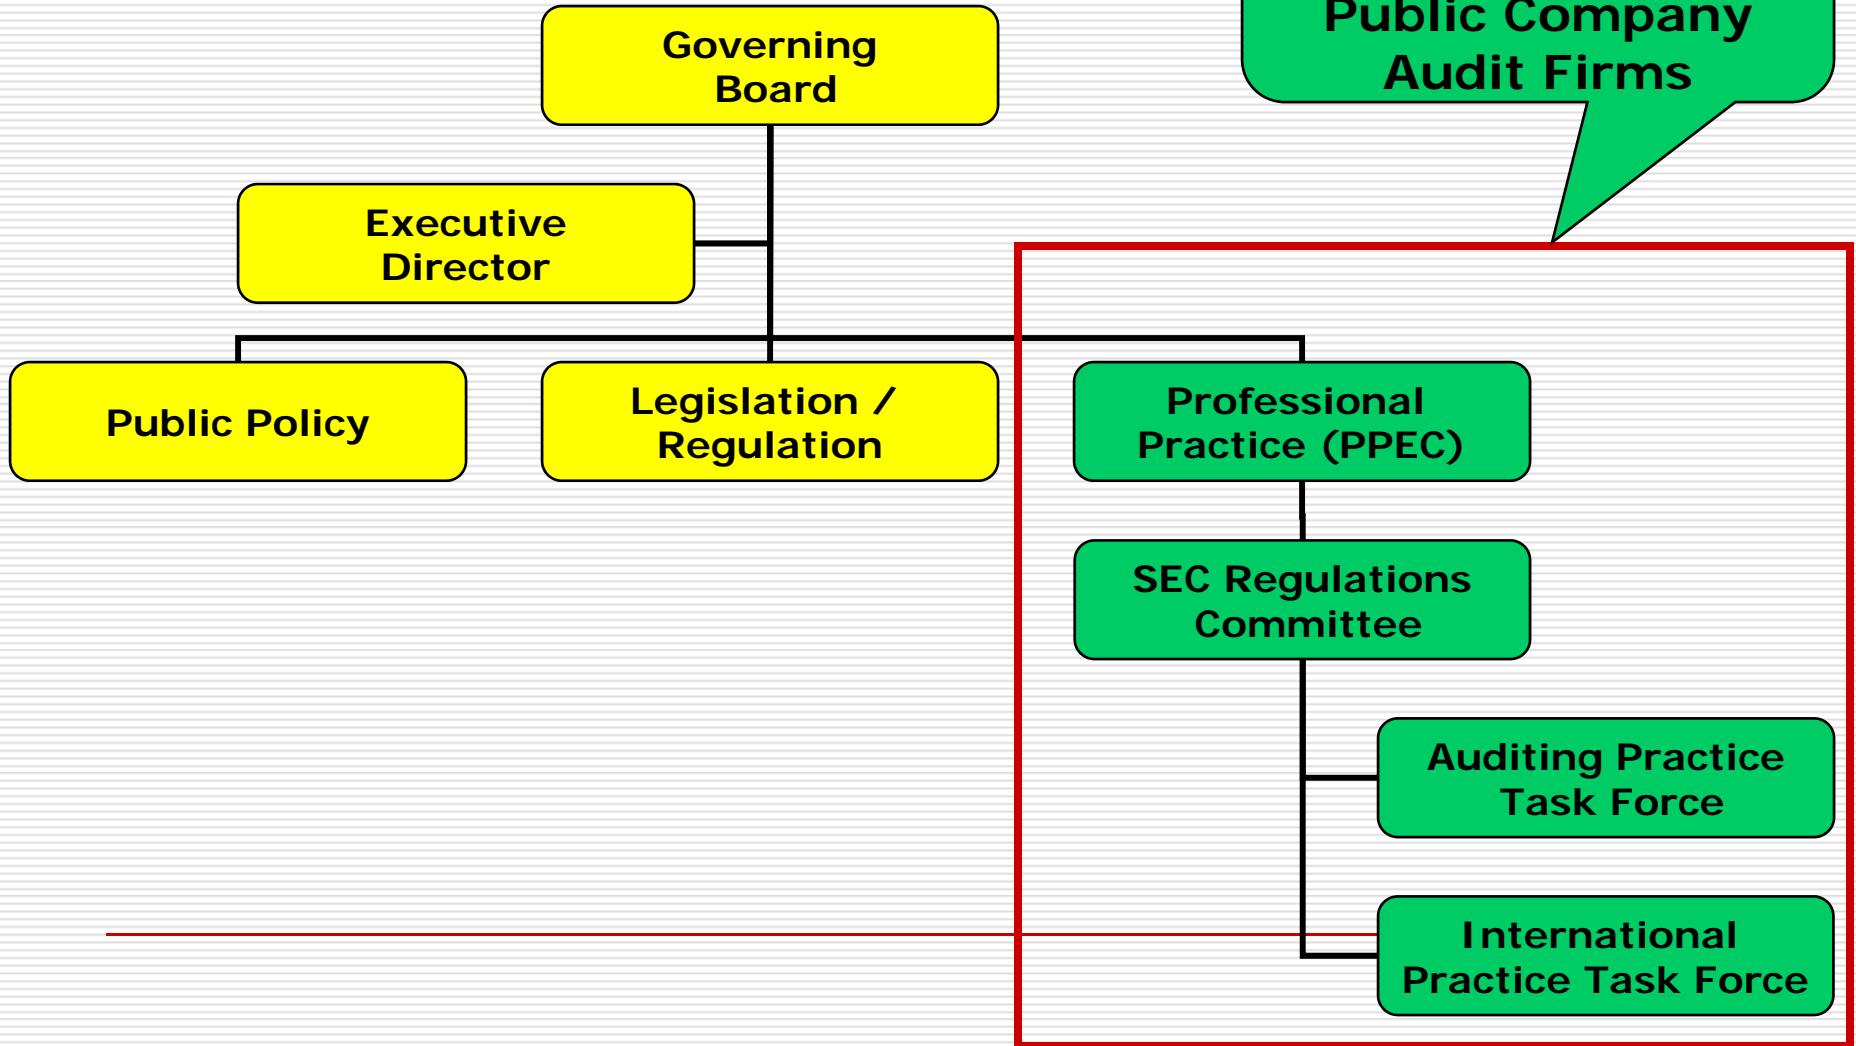 Public Company
Audit Firms
Governing
Board
Executive
Director
Public Policy
Legislation /
Regulation
Professional
Practice (PPEC)
SEC Regulations
Committee
Auditing Practice
Task Force
International
Practice Task Force